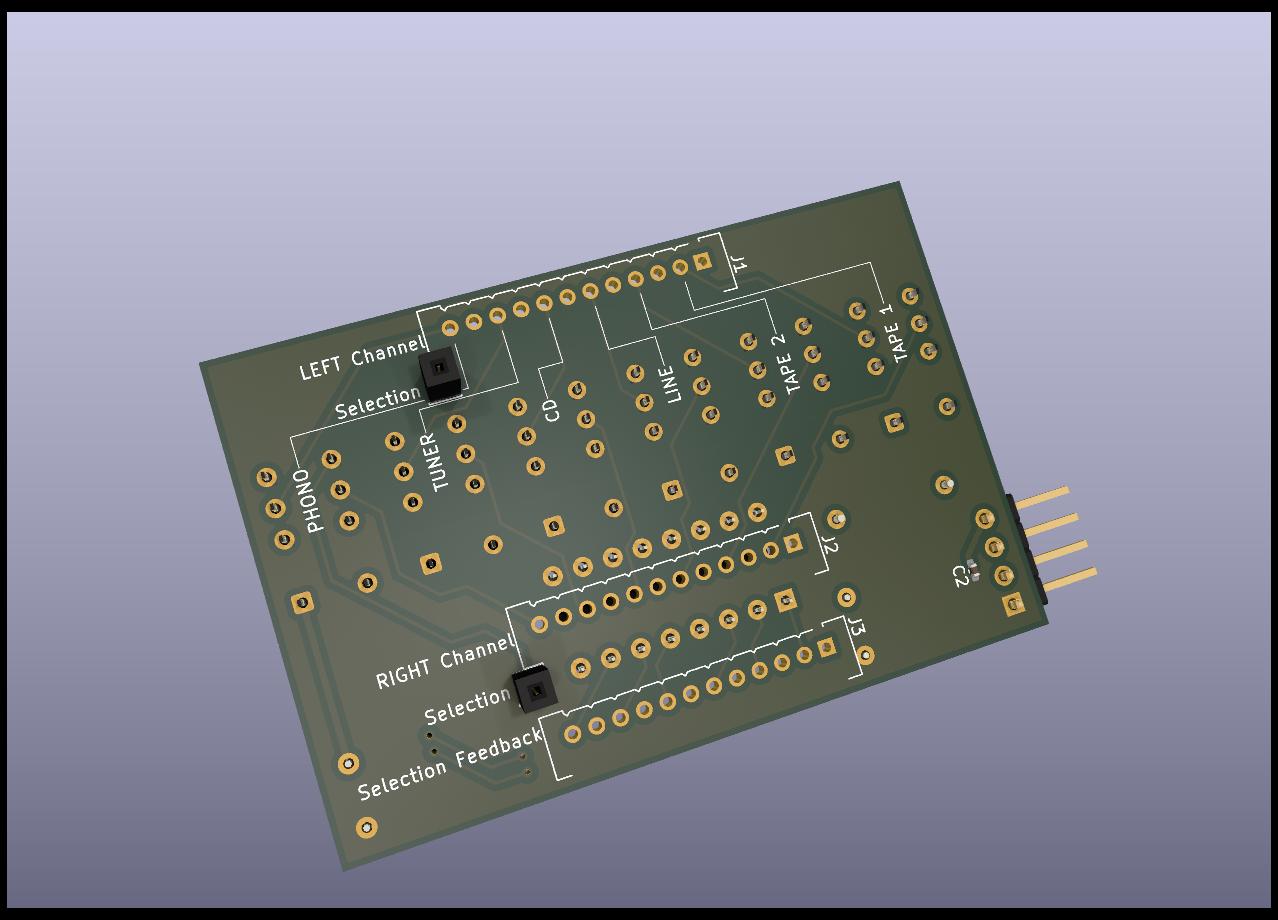 J1
LEFT Channel
Selection
PHONO
TUNER
CD
LINE
TAPE 2
TAPE 1
J2
RIGHT Channel
Selection
C2
J3
Selection Feedback